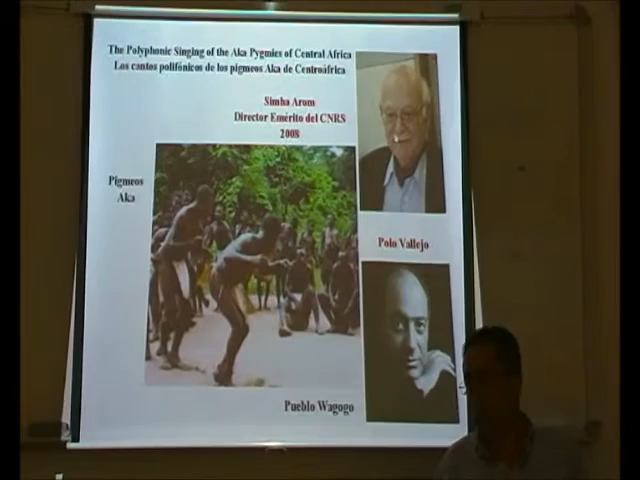 The Polyphonic Singing of the Aka Pygmies of Central Africa
Los cantos polifónicos de los pigmeos Aka de Centroáfrica
Simha Arom
Director Emérito del CNRS
2008
Pigmeos
Aka
Polo Vallejo
Pueblo Wagogo